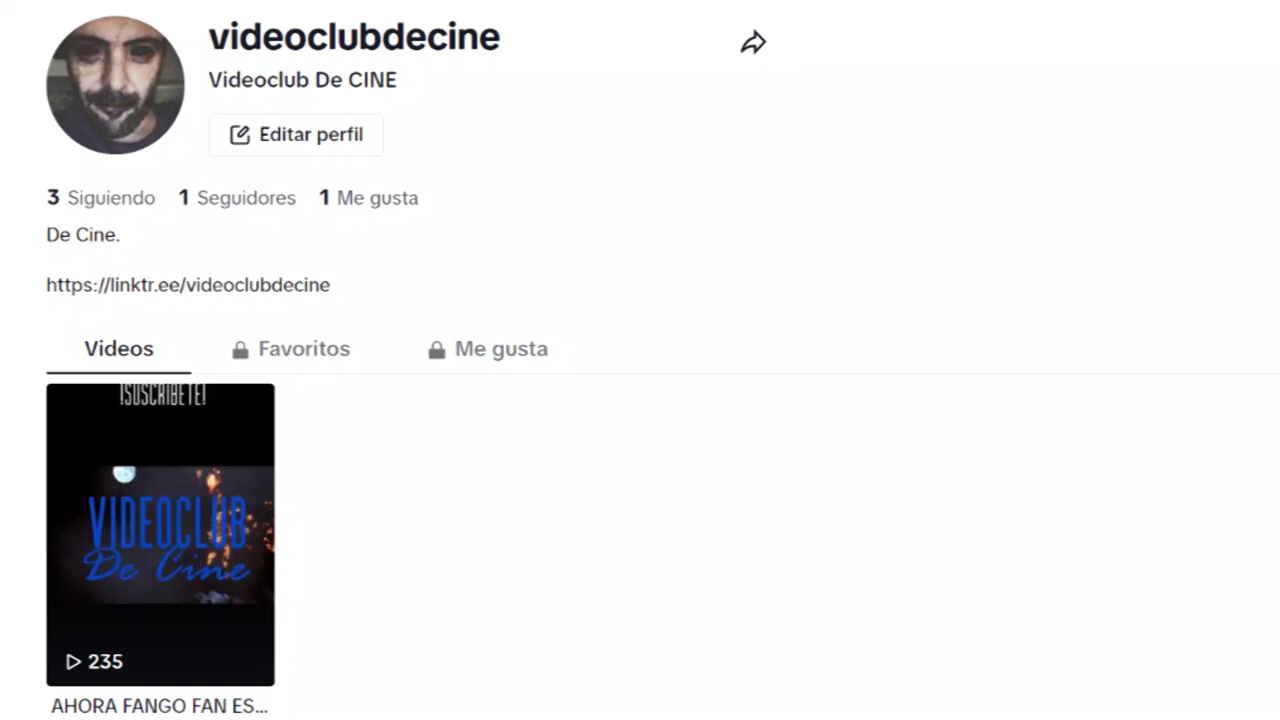 videoclubdecine
Videoclub De CINE
Editar perfil
3 Siguiendo 1 Seguidores 1 Me gusta
De Cine.
https://linktr.ee/videoclubdecine
Videos Favoritos Me gusta
¡SUSCRÍBETE!
VIDEOCLUB
De Cine
235
AHORA FANGO FAN ES...